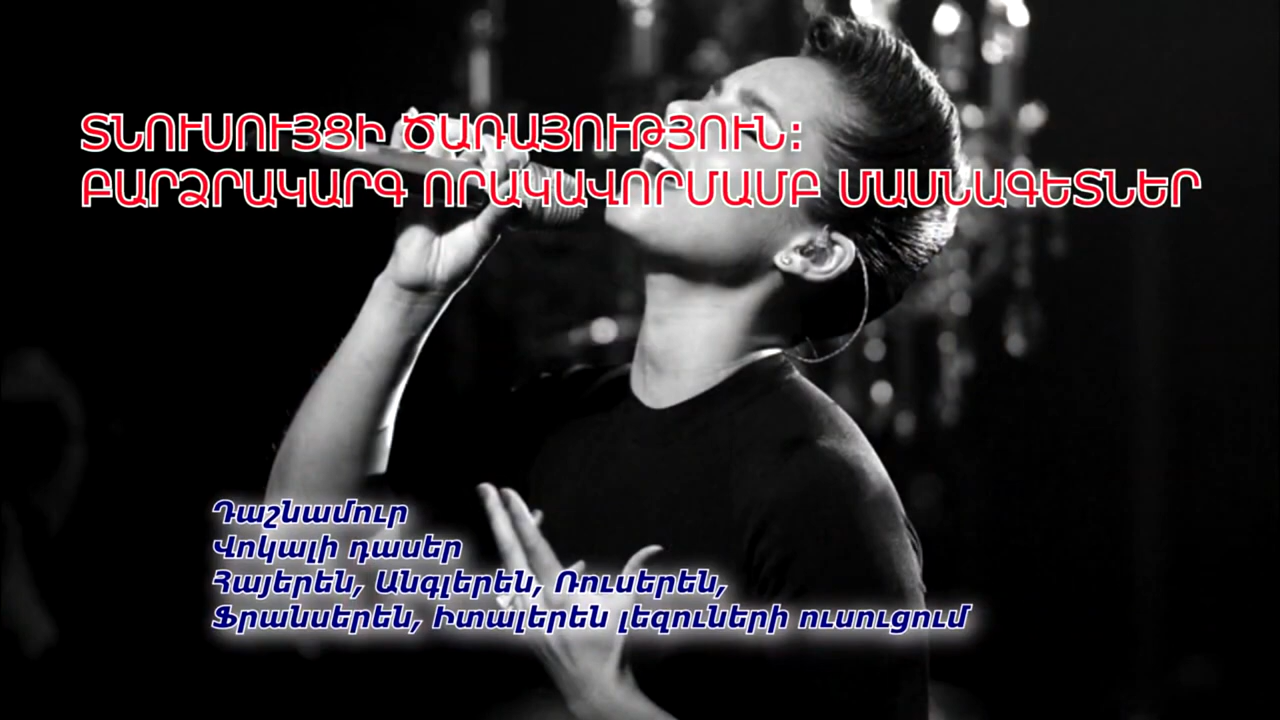 ՏՆՈՒՍՈՒՅՑԻ ԾԱՌԱՅՈՒԹՅՈՒՆ:
ԲԱՐՁՐԱԿԱՐԳ ՈՐԱԿԱՎՈՐՄԱՄԲ ՄԱՍՆԱԳԵՏՆԵՐ
Դաշնամուր
Վոկալի դասեր
Հայերեն, Անգլերեն, Ռուսերեն,
Ֆրանսերեն, Իտալերեն լեզուների ուսուցում